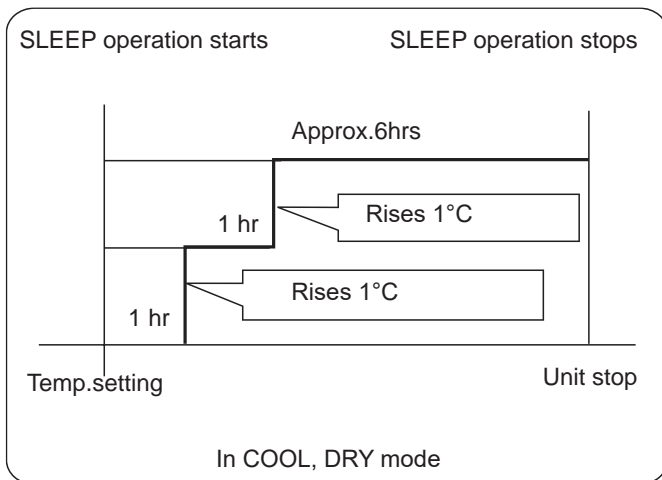 SLEEP operation starts
SLEEP operation stops
Approx.6hrs
Rises 1°C
1 hr
Rises 1°C
1 hr
Temp.setting
Unit stop
In COOL, DRY mode